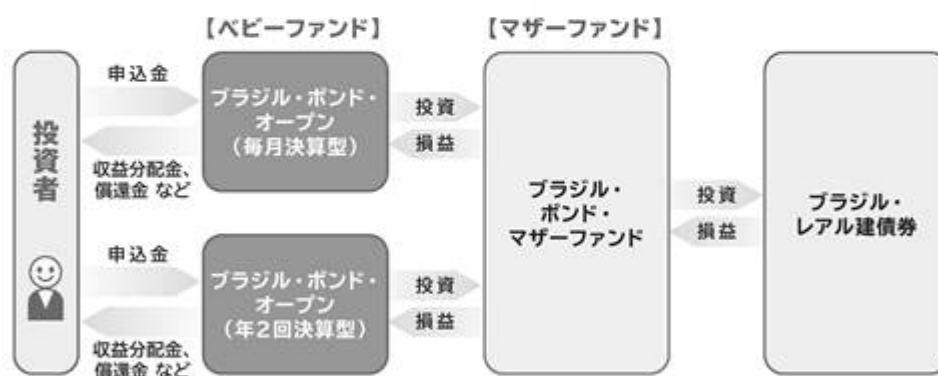 【ベビーファンド】
【マザーファンド】
投資者
申込金
収益分配金、
償還金 など
ブラジル・ボンド・
オープン
（毎月決算型）
投資
損益
申込金
収益分配金、
償還金 など
ブラジル・ボンド・
オープン
（年2回決算型）
投資
損益
ブラジル・
ボンド・
マザーファンド
投資
損益
ブラジル・
レアル建債券